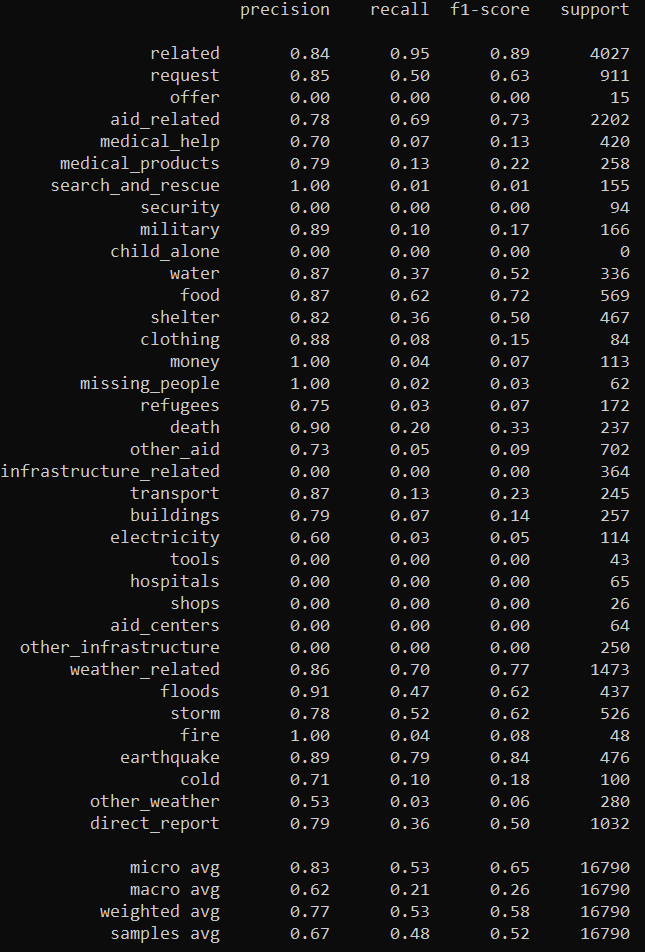 precision recall f1-score support
related 0.84 0.95 0.89 4027
request 0.85 0.50 0.63 911
offer 0.00 0.00 0.00 15
aid_related 0.78 0.69 0.73 2202
medical_help 0.70 0.07 0.13 420
medical_products 0.79 0.13 0.22 258
search_and_rescue 1.00 0.01 0.01 155
security 0.00 0.00 0.00 94
military 0.89 0.10 0.17 166
child_alone 0.00 0.00 0.00 0
water 0.87 0.37 0.52 336
food 0.87 0.62 0.72 569
shelter 0.82 0.36 0.50 467
clothing 0.88 0.08 0.15 84
money 1.00 0.04 0.07 113
missing_people 1.00 0.02 0.03 62
refugees 0.75 0.03 0.07 172
death 0.90 0.20 0.33 237
other_aid 0.73 0.05 0.09 702
infrastructure_related 0.00 0.00 0.00 364
transport 0.87 0.13 0.23 245
buildings 0.79 0.07 0.14 257
electricity 0.60 0.03 0.05 114
tools 0.00 0.00 0.00 43
hospitals 0.00 0.00 0.00 65
shops 0.00 0.00 0.00 26
aid_centers 0.00 0.00 0.00 64
other_infrastructure 0.00 0.00 0.00 250
weather_related 0.86 0.70 0.77 1473
floods 0.91 0.47 0.62 437
storm 0.78 0.52 0.62 526
fire 1.00 0.04 0.08 48
earthquake 0.89 0.79 0.84 476
cold 0.71 0.10 0.18 100
other_weather 0.53 0.03 0.06 280
direct_report 0.79 0.36 0.50 1032
micro avg 0.83 0.53 0.65 16790
macro avg 0.62 0.21 0.26 16790
weighted avg 0.77 0.53 0.58 16790
samples avg 0.67 0.48 0.52 16790